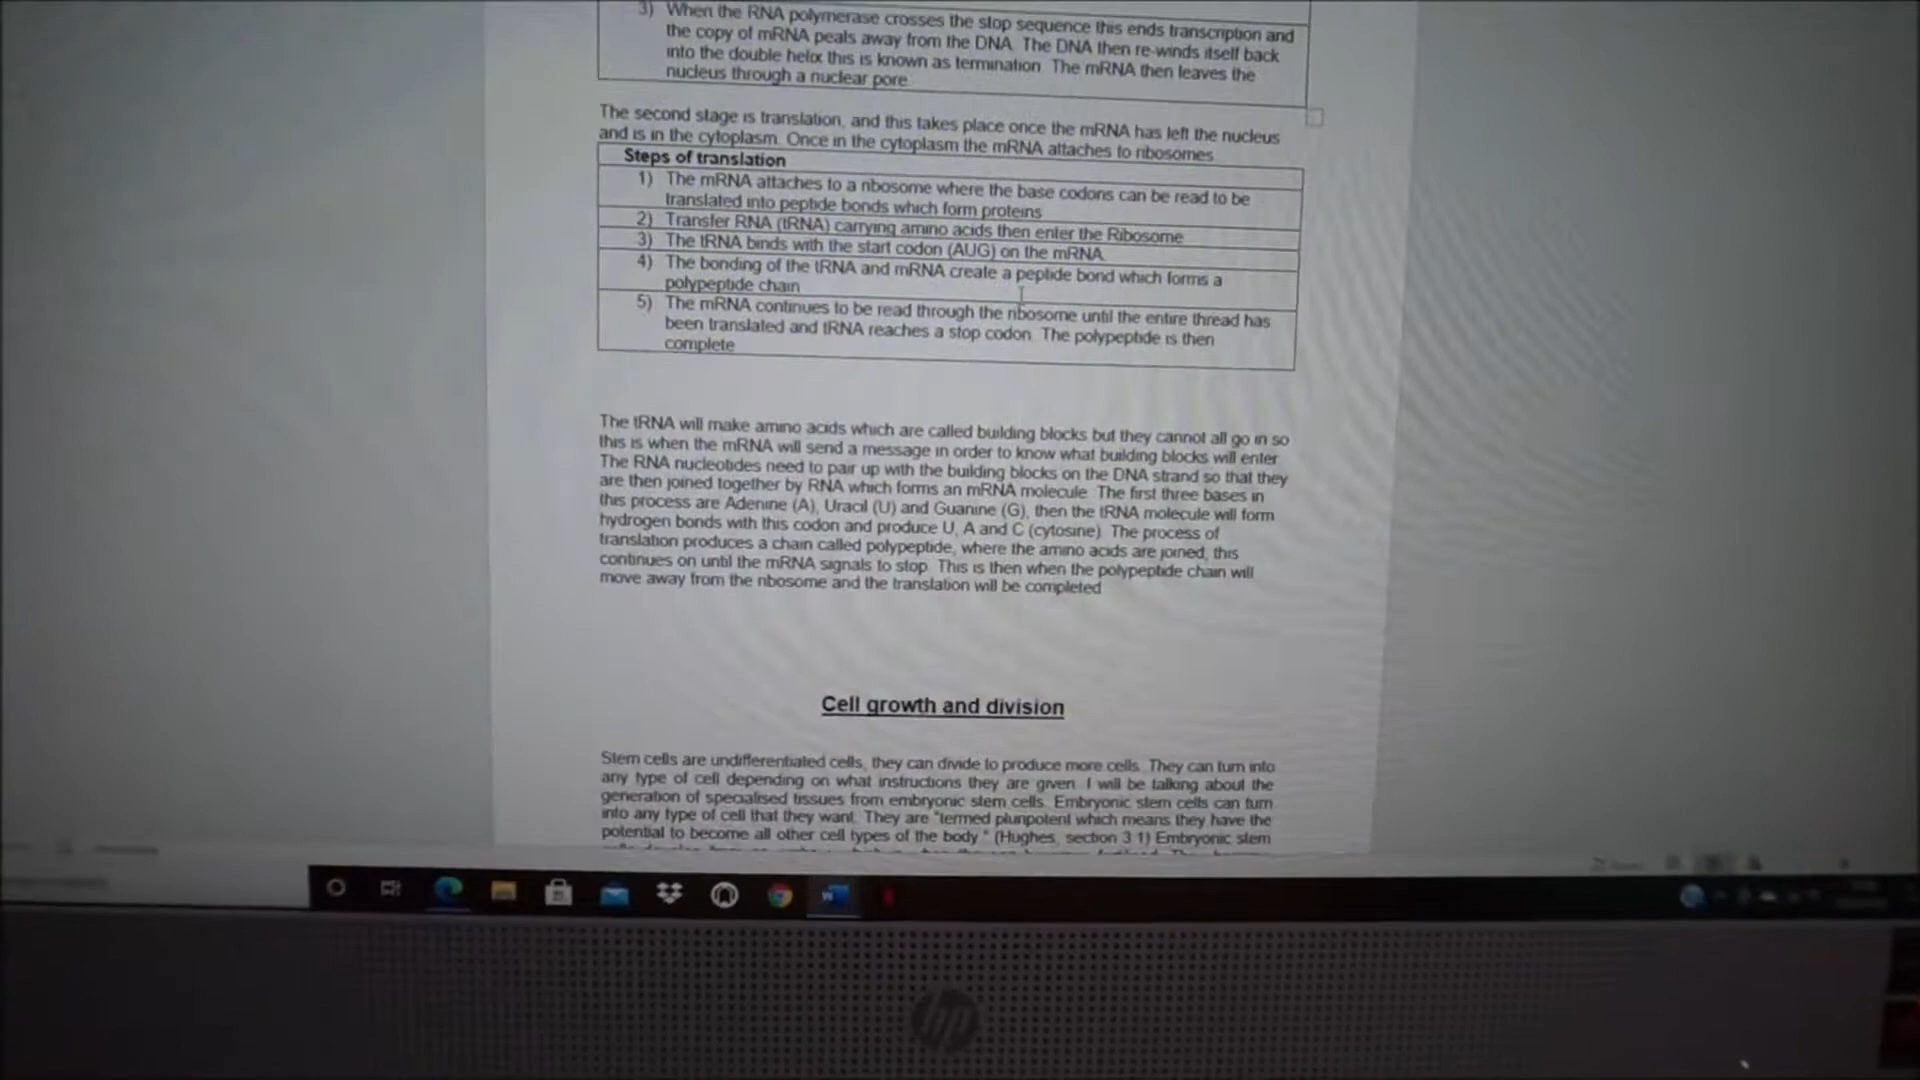 3) When the RNA polymerase crosses the stop sequence this ends transcription and
the copy of mRNA peals away from the DNA. The DNA then re-winds itself back
into the double helix this is known as termination. The mRNA then leaves the
nucleus through a nuclear pore.
The second stage is translation, and this takes place once the mRNA has left the nucleus
and is in the cytoplasm. Once in the cytoplasm the mRNA attaches to ribosomes.
Steps of translation
1) The mRNA attaches to a ribosome where the base codons can be read to be
translated into peptide bonds which form proteins
2) Transfer RNA (tRNA) carrying amino acids then enter the Ribosome
3) The tRNA binds with the start codon (AUG) on the mRNA.
4) The bonding of the tRNA and mRNA create a peptide bond which forms a
polypeptide chain
5) The mRNA continues to be read through the ribosome until the entire thread has
been translated and tRNA reaches a stop codon. The polypeptide is then
complete
The tRNA will make amino acids which are called building blocks but they cannot all go in so
this is when the mRNA will send a message in order to know what building blocks will enter.
The RNA nucleotides need to pair up with the building blocks on the DNA strand so that they
are then joined together by RNA which forms an mRNA molecule. The first three bases in
this process are Adenine (A), Uracil (U) and Guanine (G), then the tRNA molecule will form
hydrogen bonds with this codon and produce U, A and C (cytosine). The process of
translation produces a chain called polypeptide, where the amino acids are joined, this
continues on until the mRNA signals to stop. This is then when the polypeptide chain will
move away from the ribosome and the translation will be completed
Cell growth and division
Stem cells are undifferentiated cells, they can divide to produce more cells. They can turn into
any type of cell depending on what instructions they are given. I will be talking about the
generation of specialised tissues from embryonic stem cells. Embryonic stem cells can turn
into any type of cell that they want. They are "termed pluripotent which means they have the
potential to become all other cell types of the body." (Hughes, section 3.1) Embryonic stem
hp